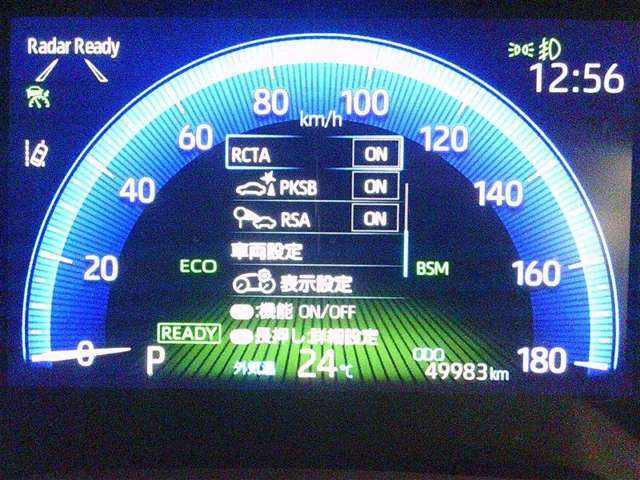 Radar Ready
12:56
80
100
km/h
60
120
RCTA ON
40
PKSB ON
140
RSA ON
車両設定
20
ECO
表示設定
BSM
160
:機能 ON/OFF
READY
長押し:詳細設定
0
P
外気温 24℃
ODO
49983km
180